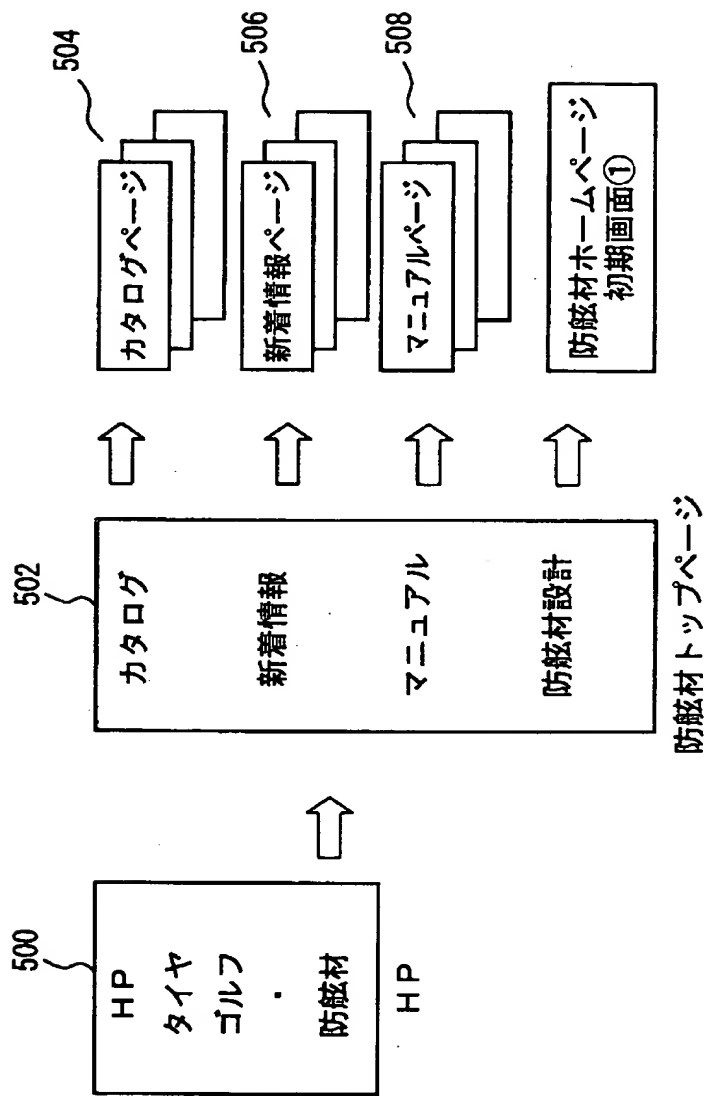 500
HP
タイヤ
ゴルフ
・
防舷材
HP
502
カタログ
新着情報
マニュアル
防舷材設計
防舷材トップページ
504
カタログページ
506
新着情報ページ
508
マニュアルページ
防舷材ホームページ
初期画面①